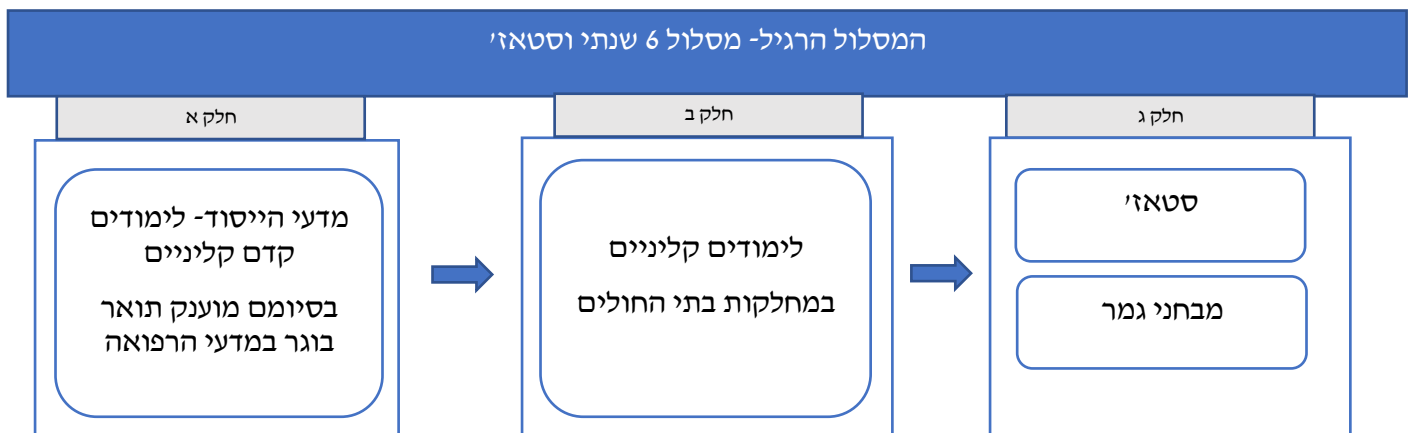 המסלול הרגיל- מסלול 6 שנתי וסטאז'
חלק א
מדעי הייסוד- לימודים
קדם קליניים
בסיומם מוענק תואר
בוגר במדעי הרפואה
חלק ב
לימודים קליניים
במחלקות בתי החולים
חלק ג
סטאז'
מבחני גמר